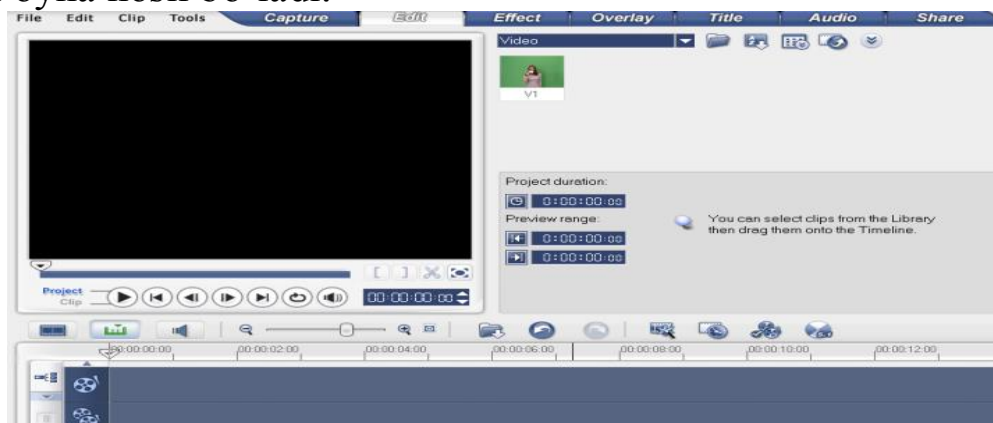 File Edit Clip Tools Capture Edit Effect Overlay Title Audio Share
Video
V1
Project duration:
0:00:00:00
Preview range:
0:00:00:00
0:00:00:00
You can select clips from the Library
then drag them onto the Timeline.
Project
Clip
00:00:00:00
00:00:00:00 00:00:02:00 00:00:04:00 00:00:06:00 00:00:08:00 00:00:10:00 00:00:12:00